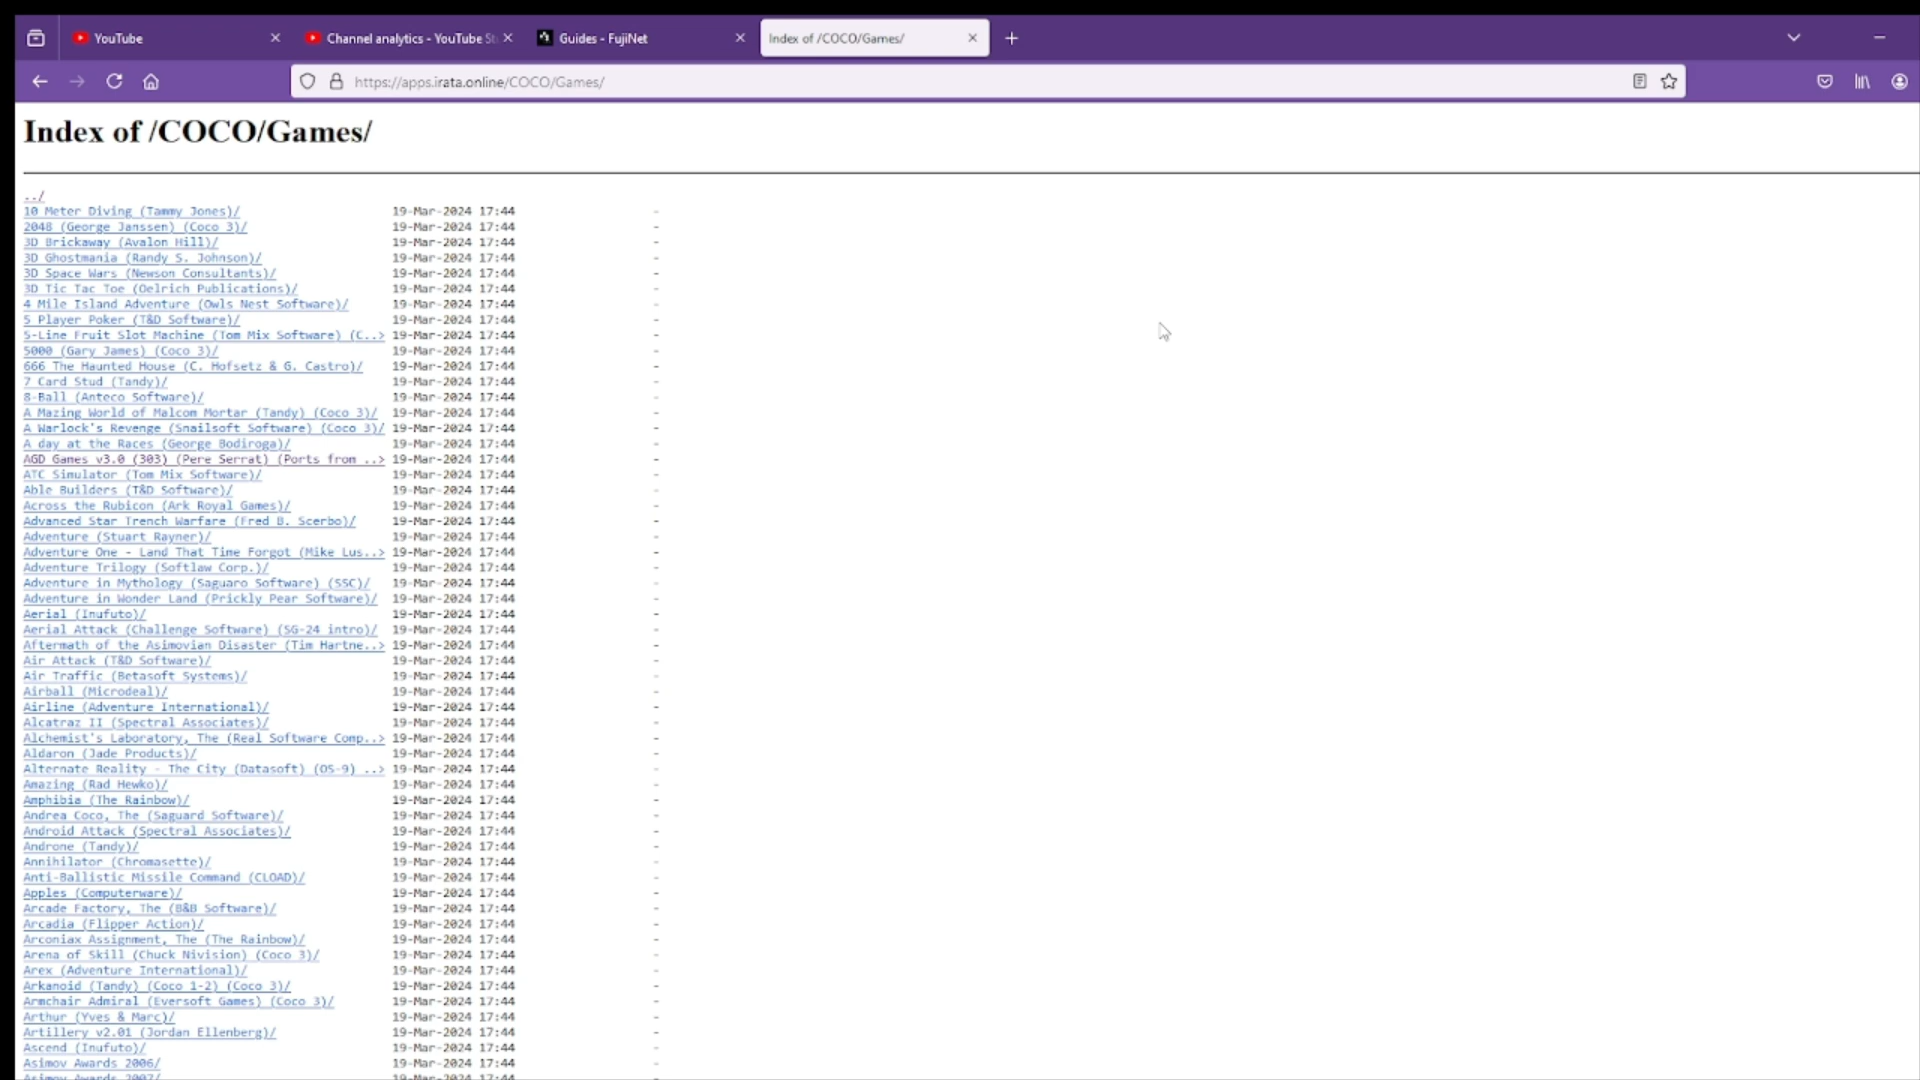 YouTube
Channel analytics - YouTube St
Guides - FujiNet
Index of /COCO/Games/
https://apps.irata.online/COCO/Games/
Index of /COCO/Games/
../
10 Meter Diving (Tammy Jones)/ 19-Mar-2024 17:44 -
2048 (George Janssen) (Coco 3)/ 19-Mar-2024 17:44 -
3D Brickaway (Avalon Hill)/ 19-Mar-2024 17:44 -
3D Ghostmania (Randy S. Johnson)/ 19-Mar-2024 17:44 -
3D Space Wars (Newson Consultants)/ 19-Mar-2024 17:44 -
3D Tic Tac Toe (Oelrich Publications)/ 19-Mar-2024 17:44 -
4 Mile Island Adventure (Owls Nest Software)/ 19-Mar-2024 17:44 -
5 Player Poker (T&D Software)/ 19-Mar-2024 17:44 -
5-Line Fruit Slot Machine (Tom Mix Software) (C..> 19-Mar-2024 17:44 -
5000 (Gary James) (Coco 3)/ 19-Mar-2024 17:44 -
666 The Haunted House (C. Hofsetz & G. Castro)/ 19-Mar-2024 17:44 -
7 Card Stud (Tandy)/ 19-Mar-2024 17:44 -
8-Ball (Anteco Software)/ 19-Mar-2024 17:44 -
A Mazing World of Malcom Mortar (Tandy) (Coco 3)/ 19-Mar-2024 17:44 -
A Warlock's Revenge (Snailsoft Software) (Coco 3)/ 19-Mar-2024 17:44 -
A day at the Races (George Bodiroga)/ 19-Mar-2024 17:44 -
AGD Games v3.0 (303) (Pere Serrat) (Ports from ..> 19-Mar-2024 17:44 -
ATC Simulator (Tom Mix Software)/ 19-Mar-2024 17:44 -
Able Builders (T&D Software)/ 19-Mar-2024 17:44 -
Across the Rubicon (Ark Royal Games)/ 19-Mar-2024 17:44 -
Advanced Star Trench Warfare (Fred B. Scerbo)/ 19-Mar-2024 17:44 -
Adventure (Stuart Rayner)/ 19-Mar-2024 17:44 -
Adventure One - Land That Time Forgot (Mike Lus..> 19-Mar-2024 17:44 -
Adventure Trilogy (Softlaw Corp.)/ 19-Mar-2024 17:44 -
Adventure in Mythology (Saguaro Software) (SSC)/ 19-Mar-2024 17:44 -
Adventure in Wonder Land (Prickly Pear Software)/ 19-Mar-2024 17:44 -
Aerial (Inufuto)/ 19-Mar-2024 17:44 -
Aerial Attack (Challenge Software) (SG-24 intro)/ 19-Mar-2024 17:44 -
Aftermath of the Asimovian Disaster (Tim Hartne..> 19-Mar-2024 17:44 -
Air Attack (T&D Software)/ 19-Mar-2024 17:44 -
Air Traffic (Betasoft Systems)/ 19-Mar-2024 17:44 -
Airball (Microdeal)/ 19-Mar-2024 17:44 -
Airline (Adventure International)/ 19-Mar-2024 17:44 -
Alcatraz II (Spectral Associates)/ 19-Mar-2024 17:44 -
Alchemist's Laboratory, The (Real Software Comp..> 19-Mar-2024 17:44 -
Aldaron (Jade Products)/ 19-Mar-2024 17:44 -
Alternate Reality - The City (Datasoft) (OS-9) ..> 19-Mar-2024 17:44 -
Amazing (Rad Hewko)/ 19-Mar-2024 17:44 -
Amphibia (The Rainbow)/ 19-Mar-2024 17:44 -
Andrea Coco, The (Saguard Software)/ 19-Mar-2024 17:44 -
Android Attack (Spectral Associates)/ 19-Mar-2024 17:44 -
Androne (Tandy)/ 19-Mar-2024 17:44 -
Annihilator (Chromasette)/ 19-Mar-2024 17:44 -
Anti-Ballistic Missile Command (CLOAD)/ 19-Mar-2024 17:44 -
Apples (Computerware)/ 19-Mar-2024 17:44 -
Arcade Factory, The (B&B Software)/ 19-Mar-2024 17:44 -
Arcadia (Flipper Action)/ 19-Mar-2024 17:44 -
Arconiax Assignment, The (The Rainbow)/ 19-Mar-2024 17:44 -
Arena of Skill (Chuck Nivision) (Coco 3)/ 19-Mar-2024 17:44 -
Arex (Adventure International)/ 19-Mar-2024 17:44 -
Arkanoid (Tandy) (Coco 1-2) (Coco 3)/ 19-Mar-2024 17:44 -
Armchair Admiral (Eversoft Games) (Coco 3)/ 19-Mar-2024 17:44 -
Arthur (Yves & Marc)/ 19-Mar-2024 17:44 -
Artillery v2.01 (Jordan Ellenberg)/ 19-Mar-2024 17:44 -
Ascend (Inufuto)/ 19-Mar-2024 17:44 -
Asimov Awards 2006/ 19-Mar-2024 17:44 -
Asimov Awards 2007/ 19-Mar-2024 17:44 -